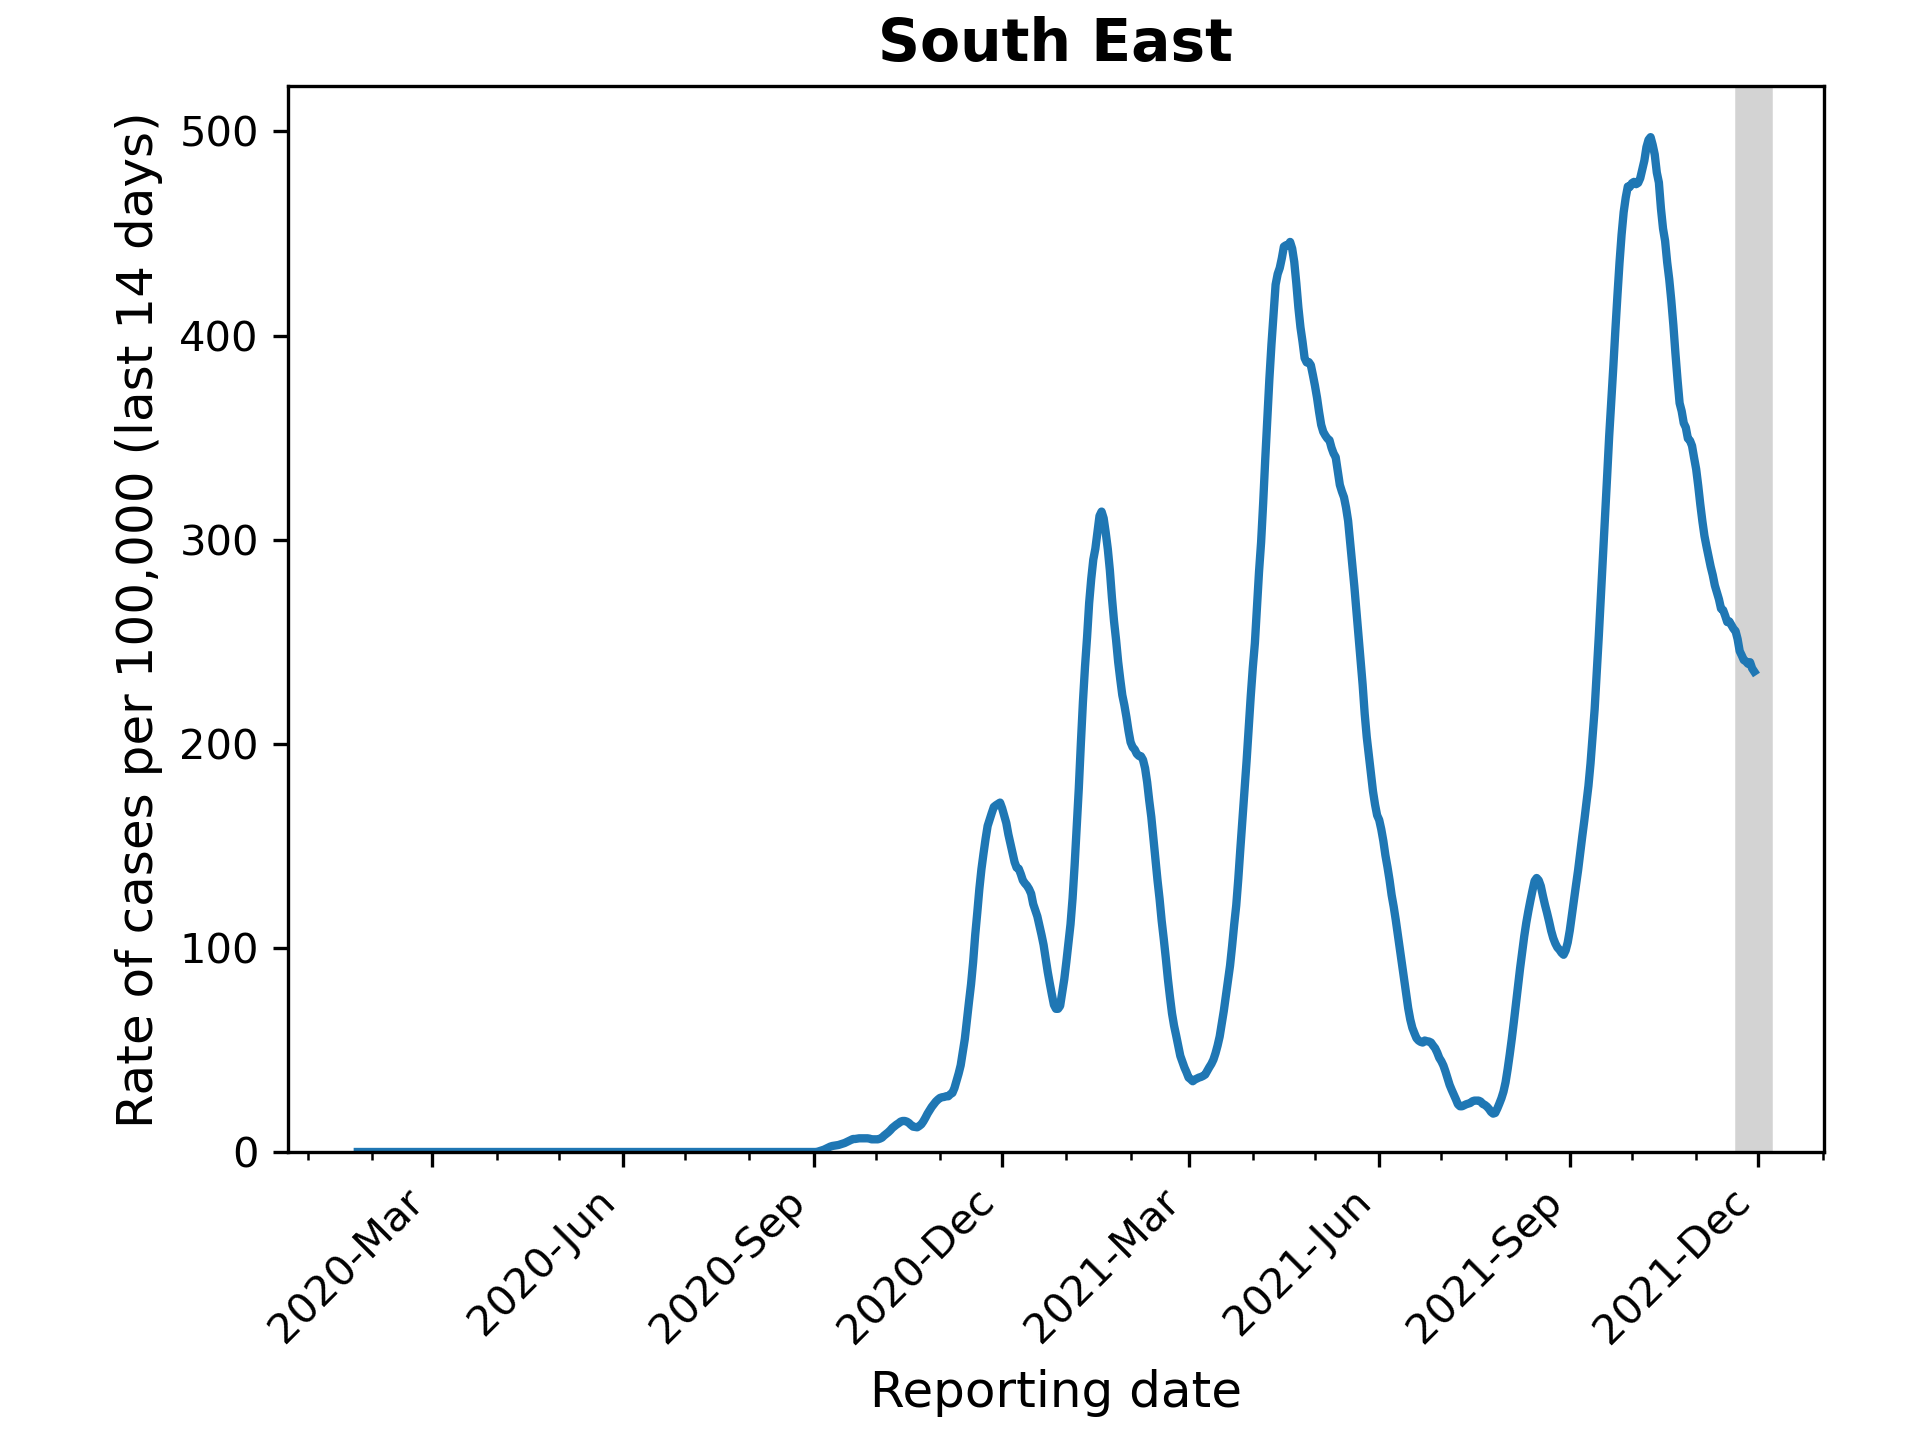 South East
Rate of cases per 100,000 (last 14 days)
500
400
300
200
100
0
2020-Mar
2020-Jun
2020-Sep
2020-Dec
2021-Mar
2021-Jun
2021-Sep
2021-Dec
Reporting date